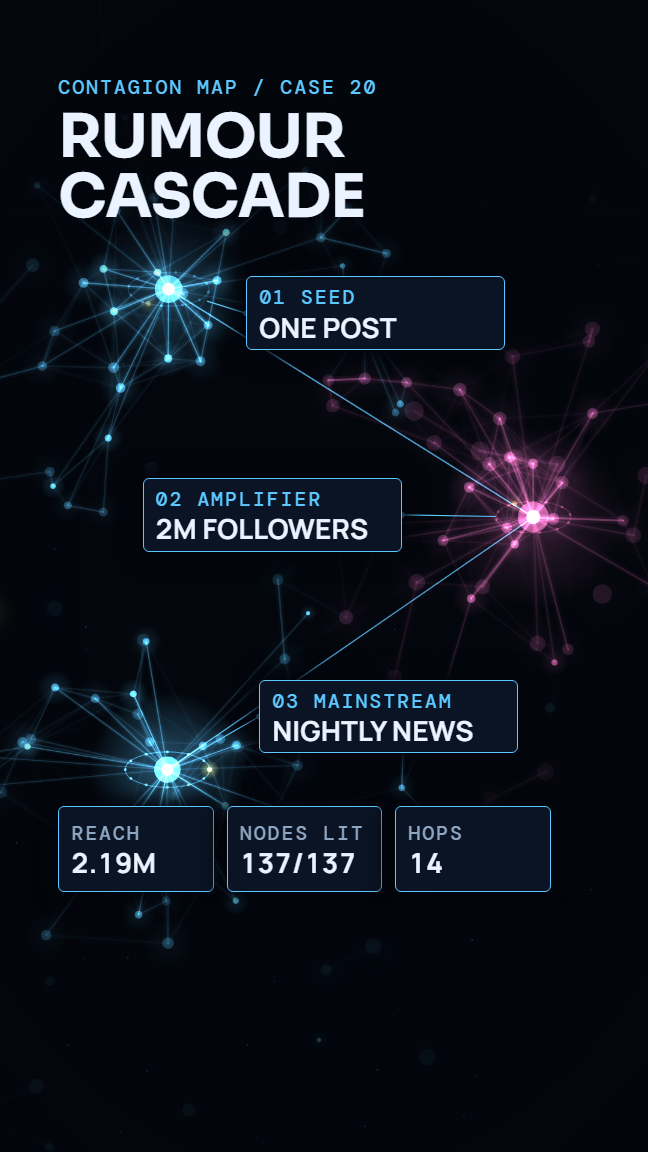 CONTAGION MAP / CASE 20
RUMOUR
CASCADE
01 SEED
ONE POST
02 AMPLIFIER
2M FOLLOWERS
03 MAINSTREAM
NIGHTLY NEWS
REACH
2.19M
NODES LIT
137/137
HOPS
14